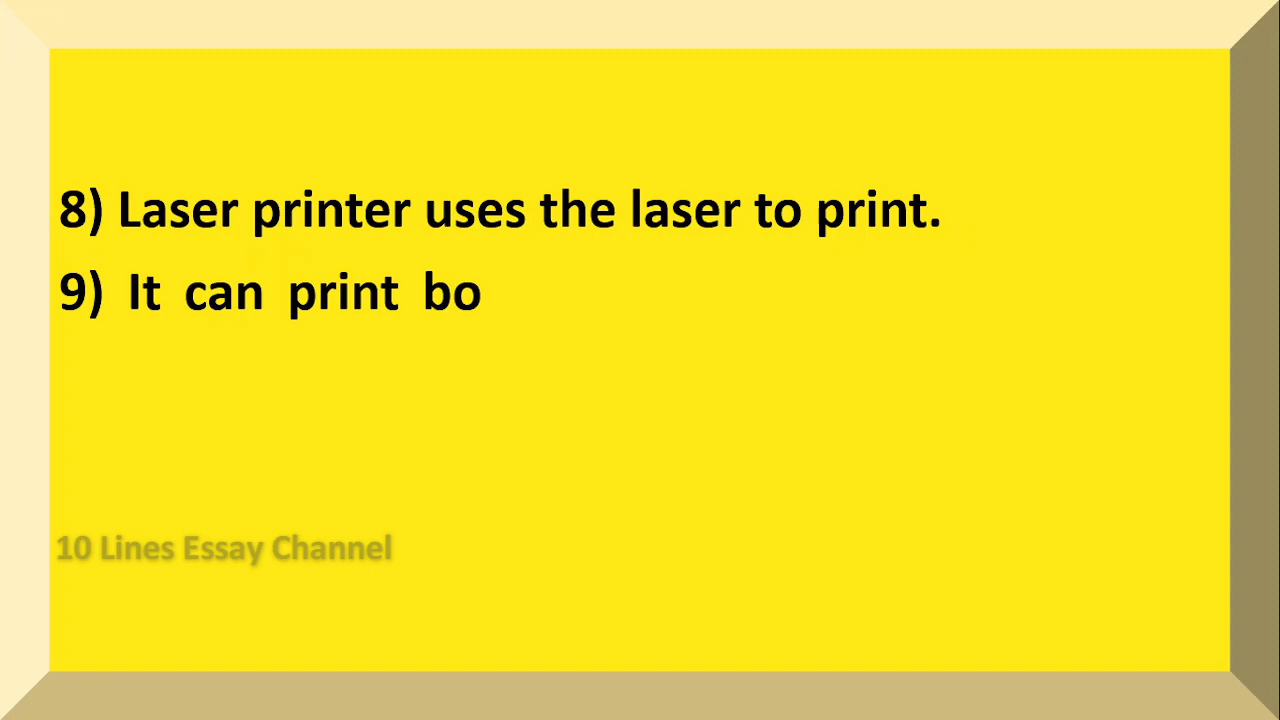 8) Laser printer uses the laser to print.
9) It can print bo
10 Lines Essay Channel